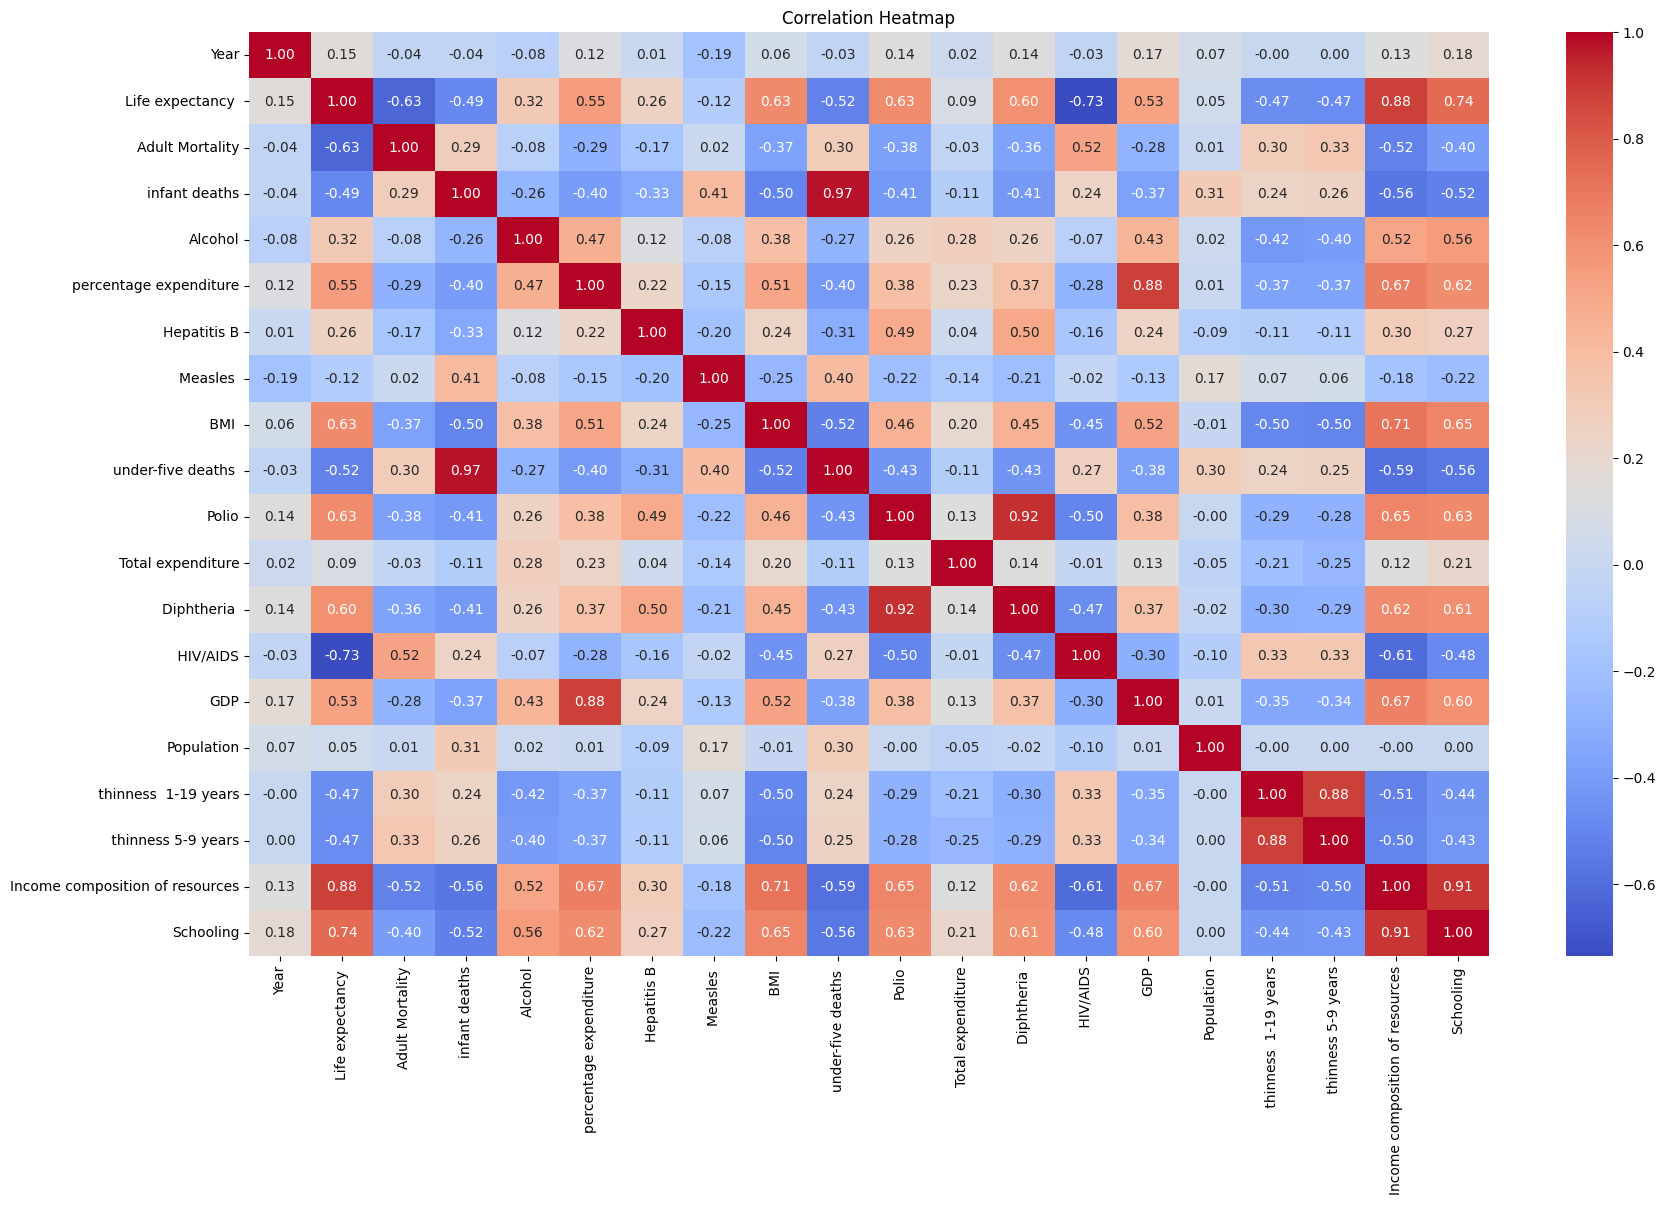 Correlation Heatmap
Year 1.00 0.15 -0.04 -0.04 -0.08 0.12 0.01 -0.19 0.06 -0.03 0.14 0.02 0.14 -0.03 0.17 0.07 -0.00 0.00 0.13 0.18
Life expectancy 0.15 1.00 -0.63 -0.49 0.32 0.55 0.26 -0.12 0.63 -0.52 0.63 0.09 0.60 -0.73 0.53 0.05 -0.47 -0.47 0.88 0.74
Adult Mortality -0.04 -0.63 1.00 0.29 -0.08 -0.29 -0.17 0.02 -0.37 0.30 -0.38 -0.03 -0.36 0.52 -0.28 0.01 0.30 0.33 -0.52 -0.40
infant deaths -0.04 -0.49 0.29 1.00 -0.26 -0.40 -0.33 0.41 -0.50 0.97 -0.41 -0.11 -0.41 0.24 -0.37 0.31 0.24 0.26 -0.56 -0.52
Alcohol -0.08 0.32 -0.08 -0.26 1.00 0.47 0.12 -0.08 0.38 -0.27 0.26 0.28 0.26 -0.07 0.43 0.02 -0.42 -0.40 0.52 0.56
percentage expenditure 0.12 0.55 -0.29 -0.40 0.47 1.00 0.22 -0.15 0.51 -0.40 0.38 0.23 0.37 -0.28 0.88 0.01 -0.37 -0.37 0.67 0.62
Hepatitis B 0.01 0.26 -0.17 -0.33 0.12 0.22 1.00 -0.20 0.24 -0.31 0.49 0.04 0.50 -0.16 0.24 -0.09 -0.11 -0.11 0.30 0.27
Measles -0.19 -0.12 0.02 0.41 -0.08 -0.15 -0.20 1.00 -0.25 0.40 -0.22 -0.14 -0.21 -0.02 -0.13 0.17 0.07 0.06 -0.18 -0.22
BMI 0.06 0.63 -0.37 -0.50 0.38 0.51 0.24 -0.25 1.00 -0.52 0.46 0.20 0.45 -0.45 0.52 -0.01 -0.50 -0.50 0.71 0.65
under-five deaths -0.03 -0.52 0.30 0.97 -0.27 -0.40 -0.31 0.40 -0.52 1.00 -0.43 -0.11 -0.43 0.27 -0.38 0.30 0.24 0.25 -0.59 -0.56
Polio 0.14 0.63 -0.38 -0.41 0.26 0.38 0.49 -0.22 0.46 -0.43 1.00 0.13 0.92 -0.50 0.38 -0.00 -0.29 -0.28 0.65 0.63
Total expenditure 0.02 0.09 -0.03 -0.11 0.28 0.23 0.04 -0.14 0.20 -0.11 0.13 1.00 0.14 -0.01 0.13 -0.05 -0.21 -0.25 0.12 0.21
Diphtheria 0.14 0.60 -0.36 -0.41 0.26 0.37 0.50 -0.21 0.45 -0.43 0.92 0.14 1.00 -0.47 0.37 -0.02 -0.30 -0.29 0.62 0.61
HIV/AIDS -0.03 -0.73 0.52 0.24 -0.07 -0.28 -0.16 -0.02 -0.45 0.27 -0.50 -0.01 -0.47 1.00 -0.30 -0.10 0.33 0.33 -0.61 -0.48
GDP 0.17 0.53 -0.28 -0.37 0.43 0.88 0.24 -0.13 0.52 -0.38 0.38 0.13 0.37 -0.30 1.00 0.01 -0.35 -0.34 0.67 0.60
Population 0.07 0.05 0.01 0.31 0.02 0.01 -0.09 0.17 -0.01 0.30 -0.00 -0.05 -0.02 -0.10 0.01 1.00 -0.00 0.00 -0.00 0.00
thinness  1-19 years -0.00 -0.47 0.30 0.24 -0.42 -0.37 -0.11 0.07 -0.50 0.24 -0.29 -0.21 -0.30 0.33 -0.35 -0.00 1.00 0.88 -0.51 -0.44
thinness 5-9 years 0.00 -0.47 0.33 0.26 -0.40 -0.37 -0.11 0.06 -0.50 0.25 -0.28 -0.25 -0.29 0.33 -0.34 0.00 0.88 1.00 -0.50 -0.43
Income composition of resources 0.13 0.88 -0.52 -0.56 0.52 0.67 0.30 -0.18 0.71 -0.59 0.65 0.12 0.62 -0.61 0.67 -0.00 -0.51 -0.50 1.00 0.91
Schooling 0.18 0.74 -0.40 -0.52 0.56 0.62 0.27 -0.22 0.65 -0.56 0.63 0.21 0.61 -0.48 0.60 0.00 -0.44 -0.43 0.91 1.00
Year
Life expectancy
Adult Mortality
infant deaths
Alcohol
percentage expenditure
Hepatitis B
Measles
BMI
under-five deaths
Polio
Total expenditure
Diphtheria
HIV/AIDS
GDP
Population
thinness  1-19 years
thinness 5-9 years
Income composition of resources
Schooling
1.0
0.8
0.6
0.4
0.2
0.0
−0.2
−0.4
−0.6